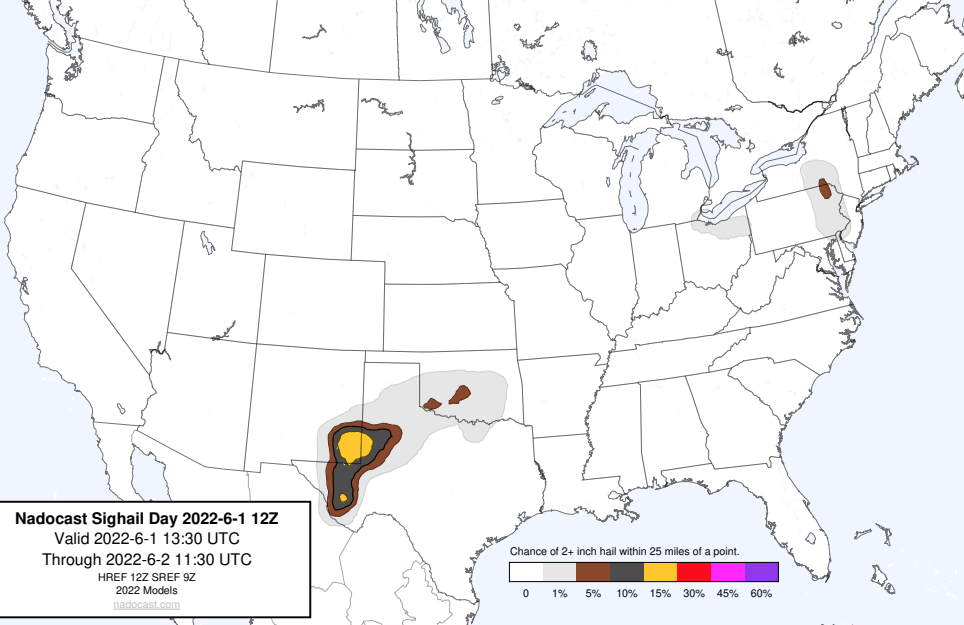 Nadocast Sighail Day 2022-6-1 12Z
Valid 2022-6-1 13:30 UTC
Through 2022-6-2 11:30 UTC
HREF 12Z SREF 9Z
2022 Models
nadocast.com
Chance of 2+ inch hail within 25 miles of a point.
0 1% 5% 10% 15% 30% 45% 60%